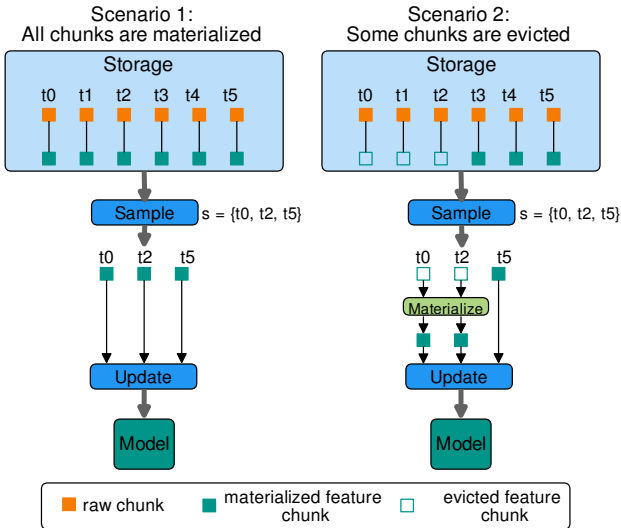 Scenario 1:
All chunks are materialized
Storage
t0 t1 t2 t3 t4 t5
Sample s = {t0, t2, t5}
t0 t2 t5
Update
Model
Scenario 2:
Some chunks are evicted
Storage
t0 t1 t2 t3 t4 t5
Sample s = {t0, t2, t5}
t0 t2 t5
Materialize
Update
Model
raw chunk
materialized feature
chunk
evicted feature
chunk